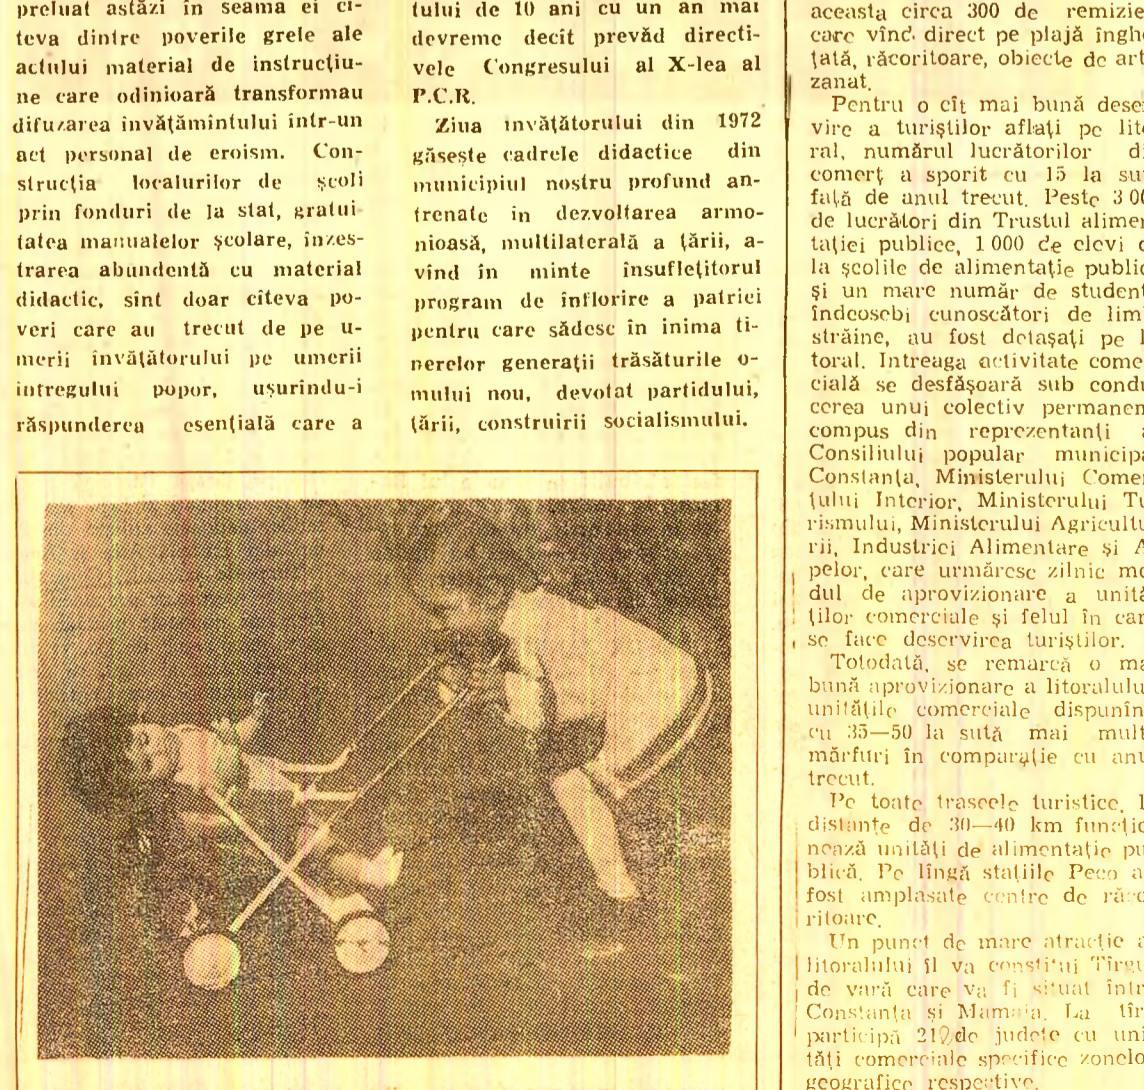 preluat astăzi în seama ei cî-
teva dintre poverile grele ale
actului material de instrucțiu-
ne care odinioară transformau
difuzarea învățămîntului într-un
act personal de eroism. Con-
strucția localurilor de școli
prin fonduri de la stat, gratui
tatea manualelor școlare, înzes-
trarea abundentă cu material
didactic, sînt doar cîteva po-
veri care au trecut de pe u-
merii învățătorului pe umerii
întregului popor, ușurîndu-i
răspunderea esențială care a
tului de 10 ani cu un an mai
devreme decît prevăd directi-
vele Congresului al X-lea al
P.C.R.
Ziua învățătorului din 1972
găsește cadrele didactice din
municipiul nostru profund an-
trenate în dezvoltarea armo-
nioasă, multilaterală a țării, a-
vînd în minte însuflețitorul
program de înflorire a patriei
pentru care sădesc în inima ti-
nerelor generații trăsăturile o-
mului nou, devotat partidului,
țării, construirii socialismului.
aceasta circa 300 de remizie
care vînd direct pe plajă înghe
țată, răcoritoare, obiecte de art
zanat.
Pentru o cît mai bună deser
vire a turiștilor aflați pe lito
ral, numărul lucrătorilor di
comerț a sporit cu 15 la sut
față de anul trecut. Peste 3 00
de lucrători din Trustul alimen
tației publice, 1 000 de elevi d
la școlile de alimentație public
și un mare număr de student
îndeosebi cunoscători de limb
străine, au fost detașați pe l
toral. Intreaga activitate comer
cială se desfășoară sub condu
cerea unui colectiv permanen
compus din reprezentanți a
Consiliului popular municipa
Constanța, Ministerului Comer
țului Interior, Ministerului Tu
rismului, Ministerului Agricultu
rii, Industriei Alimentare și A
pelor, care urmăresc zilnic mo
dul de aprovizionare a unită
ților comerciale și felul în car
se face deservirea turiștilor.
Totodată, se remarcă o ma
bună aprovizionare a litoralulu
unitățile comerciale dispunîn
cu 35—50 la sută mai mult
mărfuri în comparație cu anu
trecut.
Pe toate traseele turistice, l
distanțe de 30—40 km funcțio
nează unități de alimentație pu
blică. Pe lîngă stațiile Peco a
fost amplasate centre de răco
ritoare.
Un punct de mare atracție a
litoralului îl va constitui Tîrgu
de vară care va fi situat într
Constanța și Mamaia. La tîr
participă de județe cu uni
tăți comerciale specifice zonelo
geografice respective.